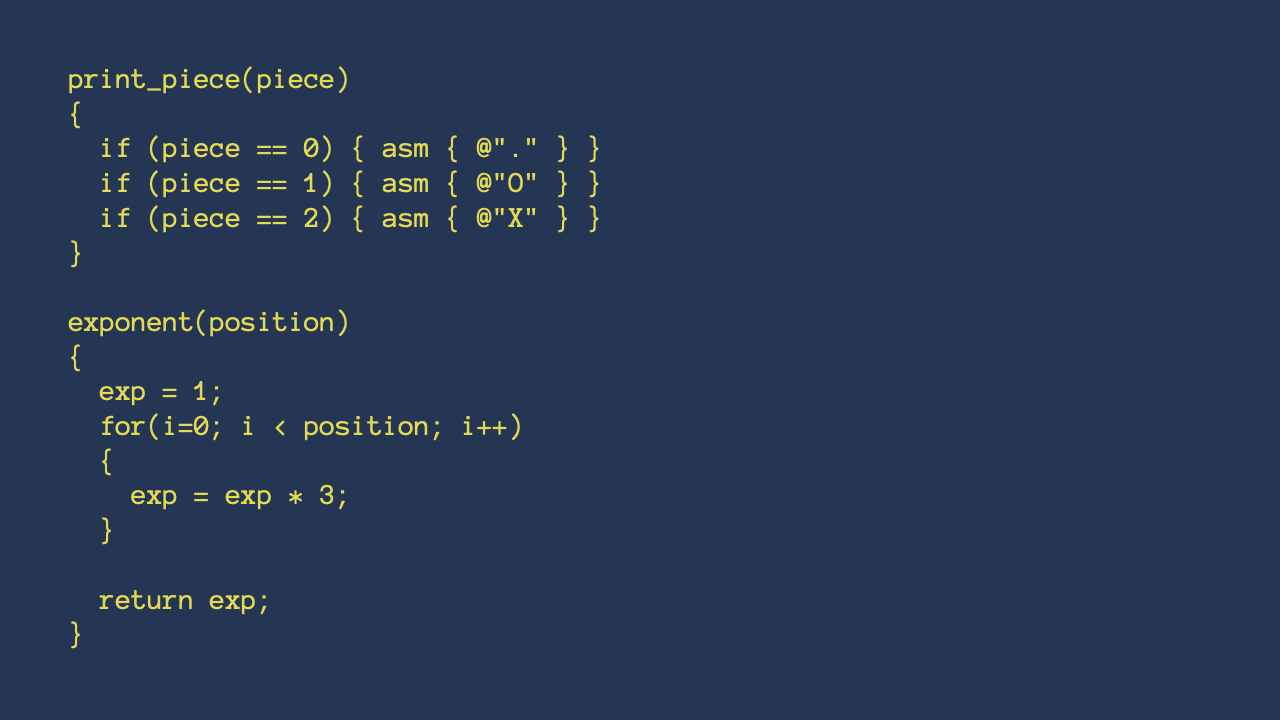 print_piece(piece)
{
  if (piece == 0) { asm { @"." } }
  if (piece == 1) { asm { @"O" } }
  if (piece == 2) { asm { @"X" } }
}

exponent(position)
{
  exp = 1;
  for(i=0; i < position; i++)
  {
    exp = exp * 3;
  }

  return exp;
}